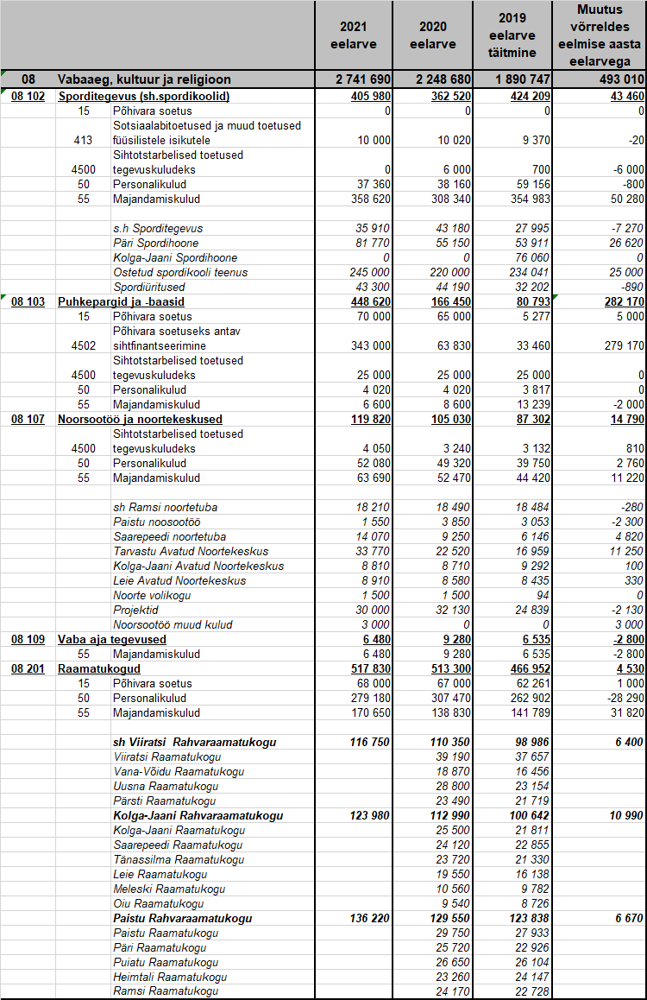 2021 eelarve 2020 eelarve 2019 eelarve täitmine Muutus võrreldes eelmise aasta eelarvega
08 Vabaaeg, kultuur ja religioon 2 741 690 2 248 680 1 890 747 493 010
08 102 Sporditegevus (sh.spordikoolid) 405 980 362 520 424 209 43 460
15 Põhivara soetus 0 0 0 0
Sotsiaalabitoetused ja muud toetused
413 füüsilistele isikutele 10 000 10 020 9 370 -20
Sihtotstarbelised toetused
4500 tegevuskuludeks 0 6 000 700 -6 000
50 Personalikulud 37 360 38 160 59 156 -800
55 Majandamiskulud 358 620 308 340 354 983 50 280
s.h Sporditegevus 35 910 43 180 27 995 -7 270
Päri Spordihoone 81 770 55 150 53 911 26 620
Kolga-Jaani Spordihoone 0 0 76 060 0
Ostetud spordikooli teenus 245 000 220 000 234 041 25 000
Spordiüritused 43 300 44 190 32 202 -890
08 103 Puhkepargid ja -baasid 448 620 166 450 80 793 282 170
15 Põhivara soetus 70 000 65 000 5 277 5 000
Põhivara soetuseks antav
4502 sihtfinantseerimine 343 000 63 830 33 460 279 170
Sihtotstarbelised toetused
4500 tegevuskuludeks 25 000 25 000 25 000 0
50 Personalikulud 4 020 4 020 3 817 0
55 Majandamiskulud 6 600 8 600 13 239 -2 000
08 107 Noorsootöö ja noortekeskused 119 820 105 030 87 302 14 790
Sihtotstarbelised toetused
4500 tegevuskuludeks 4 050 3 240 3 132 810
50 Personalikulud 52 080 49 320 39 750 2 760
55 Majandamiskulud 63 690 52 470 44 420 11 220
sh Ramsi noortetuba 18 210 18 490 18 484 -280
Paistu noosootöö 1 550 3 850 3 053 -2 300
Saarepeedi noortetuba 14 070 9 250 6 146 4 820
Tarvastu Avatud Noortekeskus 33 770 22 520 16 959 11 250
Kolga-Jaani Avatud Noortekeskus 8 810 8 710 9 292 100
Leie Avatud Noortekeskus 8 910 8 580 8 435 330
Noorte volikogu 1 500 1 500 94 0
Projektid 30 000 32 130 24 839 -2 130
Noorsootöö muud kulud 3 000 0 0 3 000
08 109 Vaba aja tegevused 6 480 9 280 6 535 -2 800
55 Majandamiskulud 6 480 9 280 6 535 -2 800
08 201 Raamatukogud 517 830 513 300 466 952 4 530
15 Põhivara soetus 68 000 67 000 62 261 1 000
50 Personalikulud 279 180 307 470 262 902 -28 290
55 Majandamiskulud 170 650 138 830 141 789 31 820
sh Viiratsi Rahvaraamatukogu 116 750 110 350 98 986 6 400
Viiratsi Raamatukogu 39 190 37 657
Vana-Võidu Raamatukogu 18 870 16 456
Uusna Raamatukogu 28 800 23 154
Pärsti Raamatukogu 23 490 21 719
Kolga-Jaani Rahvaraamatukogu 123 980 112 990 100 642 10 990
Kolga-Jaani Raamatukogu 25 500 21 811
Saarepeedi Raamatukogu 24 120 22 855
Tänassilma Raamatukogu 23 720 21 330
Leie Raamatukogu 19 550 16 138
Meleski Raamatukogu 10 560 9 782
Oiu Raamatukogu 9 540 8 726
Paistu Rahvaraamatukogu 136 220 129 550 123 838 6 670
Paistu Raamatukogu 29 750 27 933
Päri Raamatukogu 25 720 22 926
Puiatu Raamatukogu 26 650 26 104
Heimtali Raamatukogu 23 260 24 147
Ramsi Raamatukogu 24 170 22 728